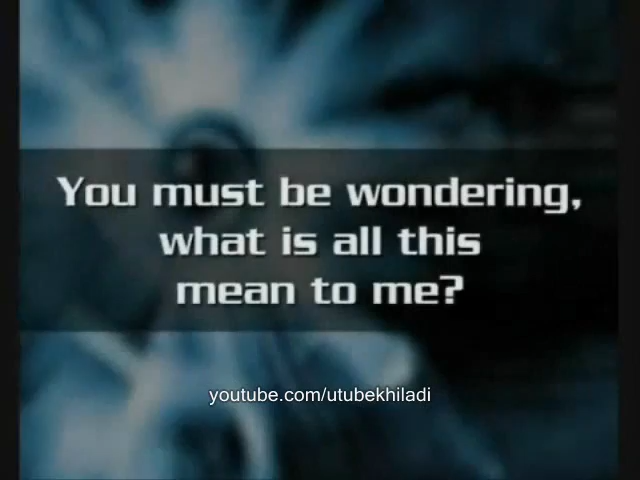 You must be wondering,
what is all this
mean to me?
youtube.com/utubekhiladi